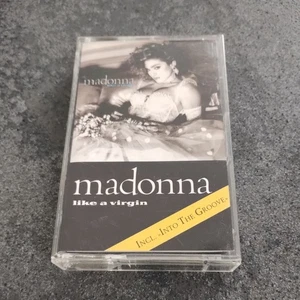 madonna
madonna
like a virgin
INCL. »INTO THE GROOVE«